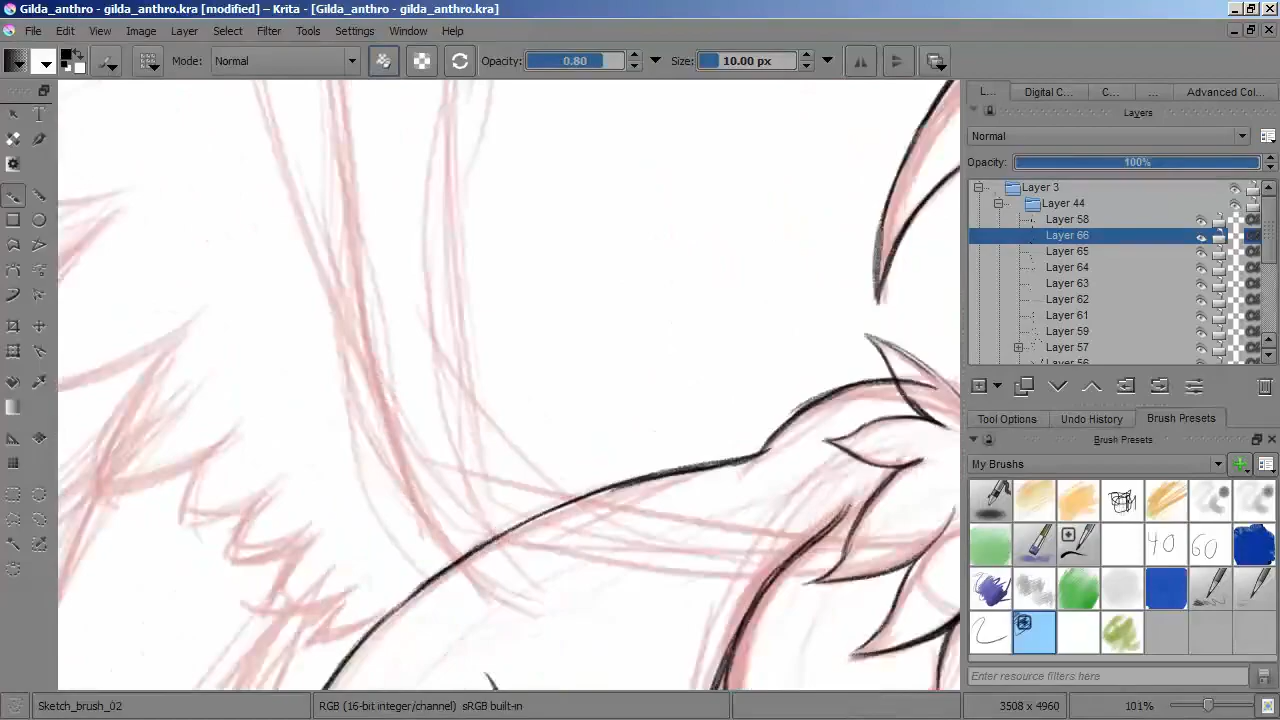 Gilda_anthro - gilda_anthro.kra [modified] – Krita - [Gilda_anthro - gilda_anthro.kra]
File Edit View Image Layer Select Filter Tools Settings Window Help
Mode: Normal Opacity: 0.80 Size: 10.00 px
L... Digital C... C... ... Advanced Col...
Layers
Normal
Opacity: 100%
Layer 3
Layer 44
Layer 58
Layer 66
Layer 65
Layer 64
Layer 63
Layer 62
Layer 61
Layer 59
Layer 57
Layer 56
Tool Options Undo History Brush Presets
Brush Presets
My Brushes
40 60
Enter resource filters here
Sketch_brush_02 RGB (16-bit integer/channel) sRGB built-in 3508 x 4960 101%